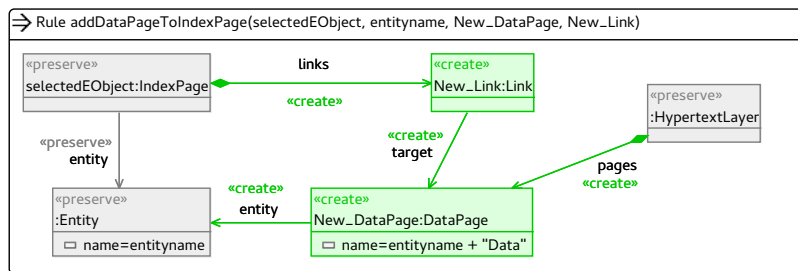 Rule addDataPageToIndexPage(selectedEObject, entityname, New_DataPage, New_Link)
«preserve»
selectedEObject:IndexPage
links
«create»
«create»
New_Link:Link
«preserve»
:HypertextLayer
«preserve»
entity
«create»
target
pages
«create»
«preserve»
:Entity
name=entityname
«create»
entity
«create»
New_DataPage:DataPage
name=entityname + "Data"